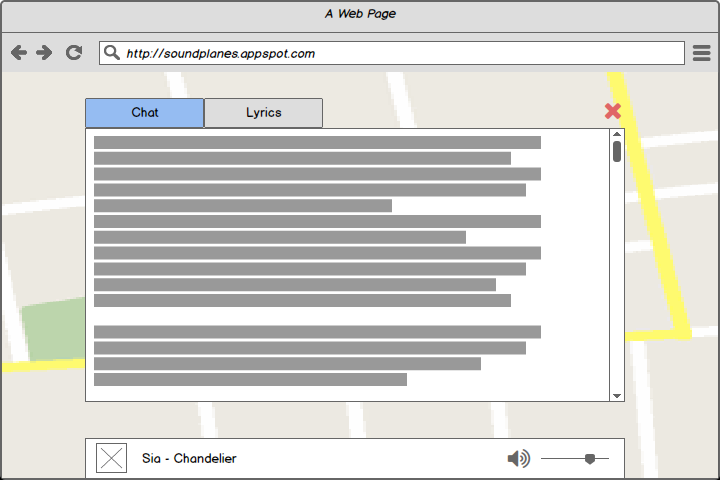 A Web Page
http://soundplanes.appspot.com
Chat
Lyrics
Sia - Chandelier